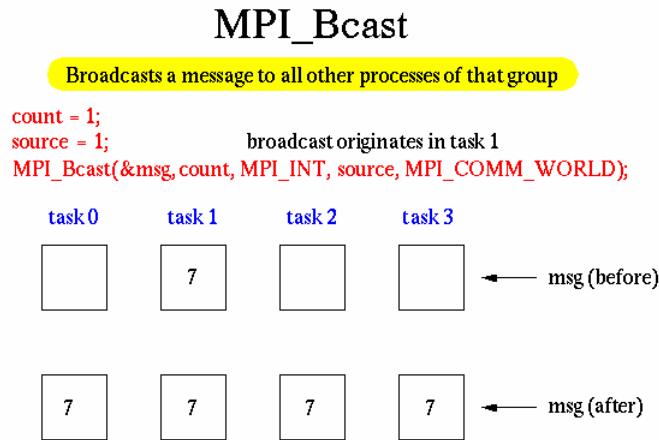 MPI_Bcast
Broadcasts a message to all other processes of that group
count = 1;
source = 1; broadcast originates in task 1
MPI_Bcast(&msg, count, MPI_INT, source, MPI_COMM_WORLD);
task 0 task 1 task 2 task 3
7 msg (before)
7 7 7 7 msg (after)